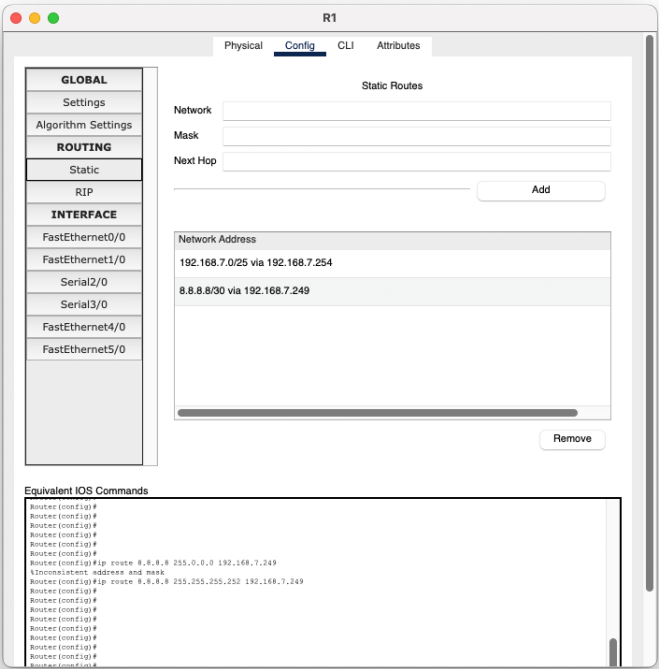 R1
Physical Config CLI Attributes
GLOBAL
Settings
Algorithm Settings
ROUTING
Static
RIP
INTERFACE
FastEthernet0/0
FastEthernet1/0
Serial2/0
Serial3/0
FastEthernet4/0
FastEthernet5/0
Static Routes
Network
Mask
Next Hop
Add
Network Address
192.168.7.0/25 via 192.168.7.254
8.8.8.8/30 via 192.168.7.249
Remove
Equivalent IOS Commands
Router(config)#
Router(config)#
Router(config)#
Router(config)#
Router(config)#
Router(config)#
Router(config)#ip route 8.8.8.8 255.0.0.0 192.168.7.249
%Inconsistent address and mask
Router(config)#ip route 8.8.8.8 255.255.255.252 192.168.7.249
Router(config)#
Router(config)#
Router(config)#
Router(config)#
Router(config)#
Router(config)#
Router(config)#
Router(config)#
Router(config)#